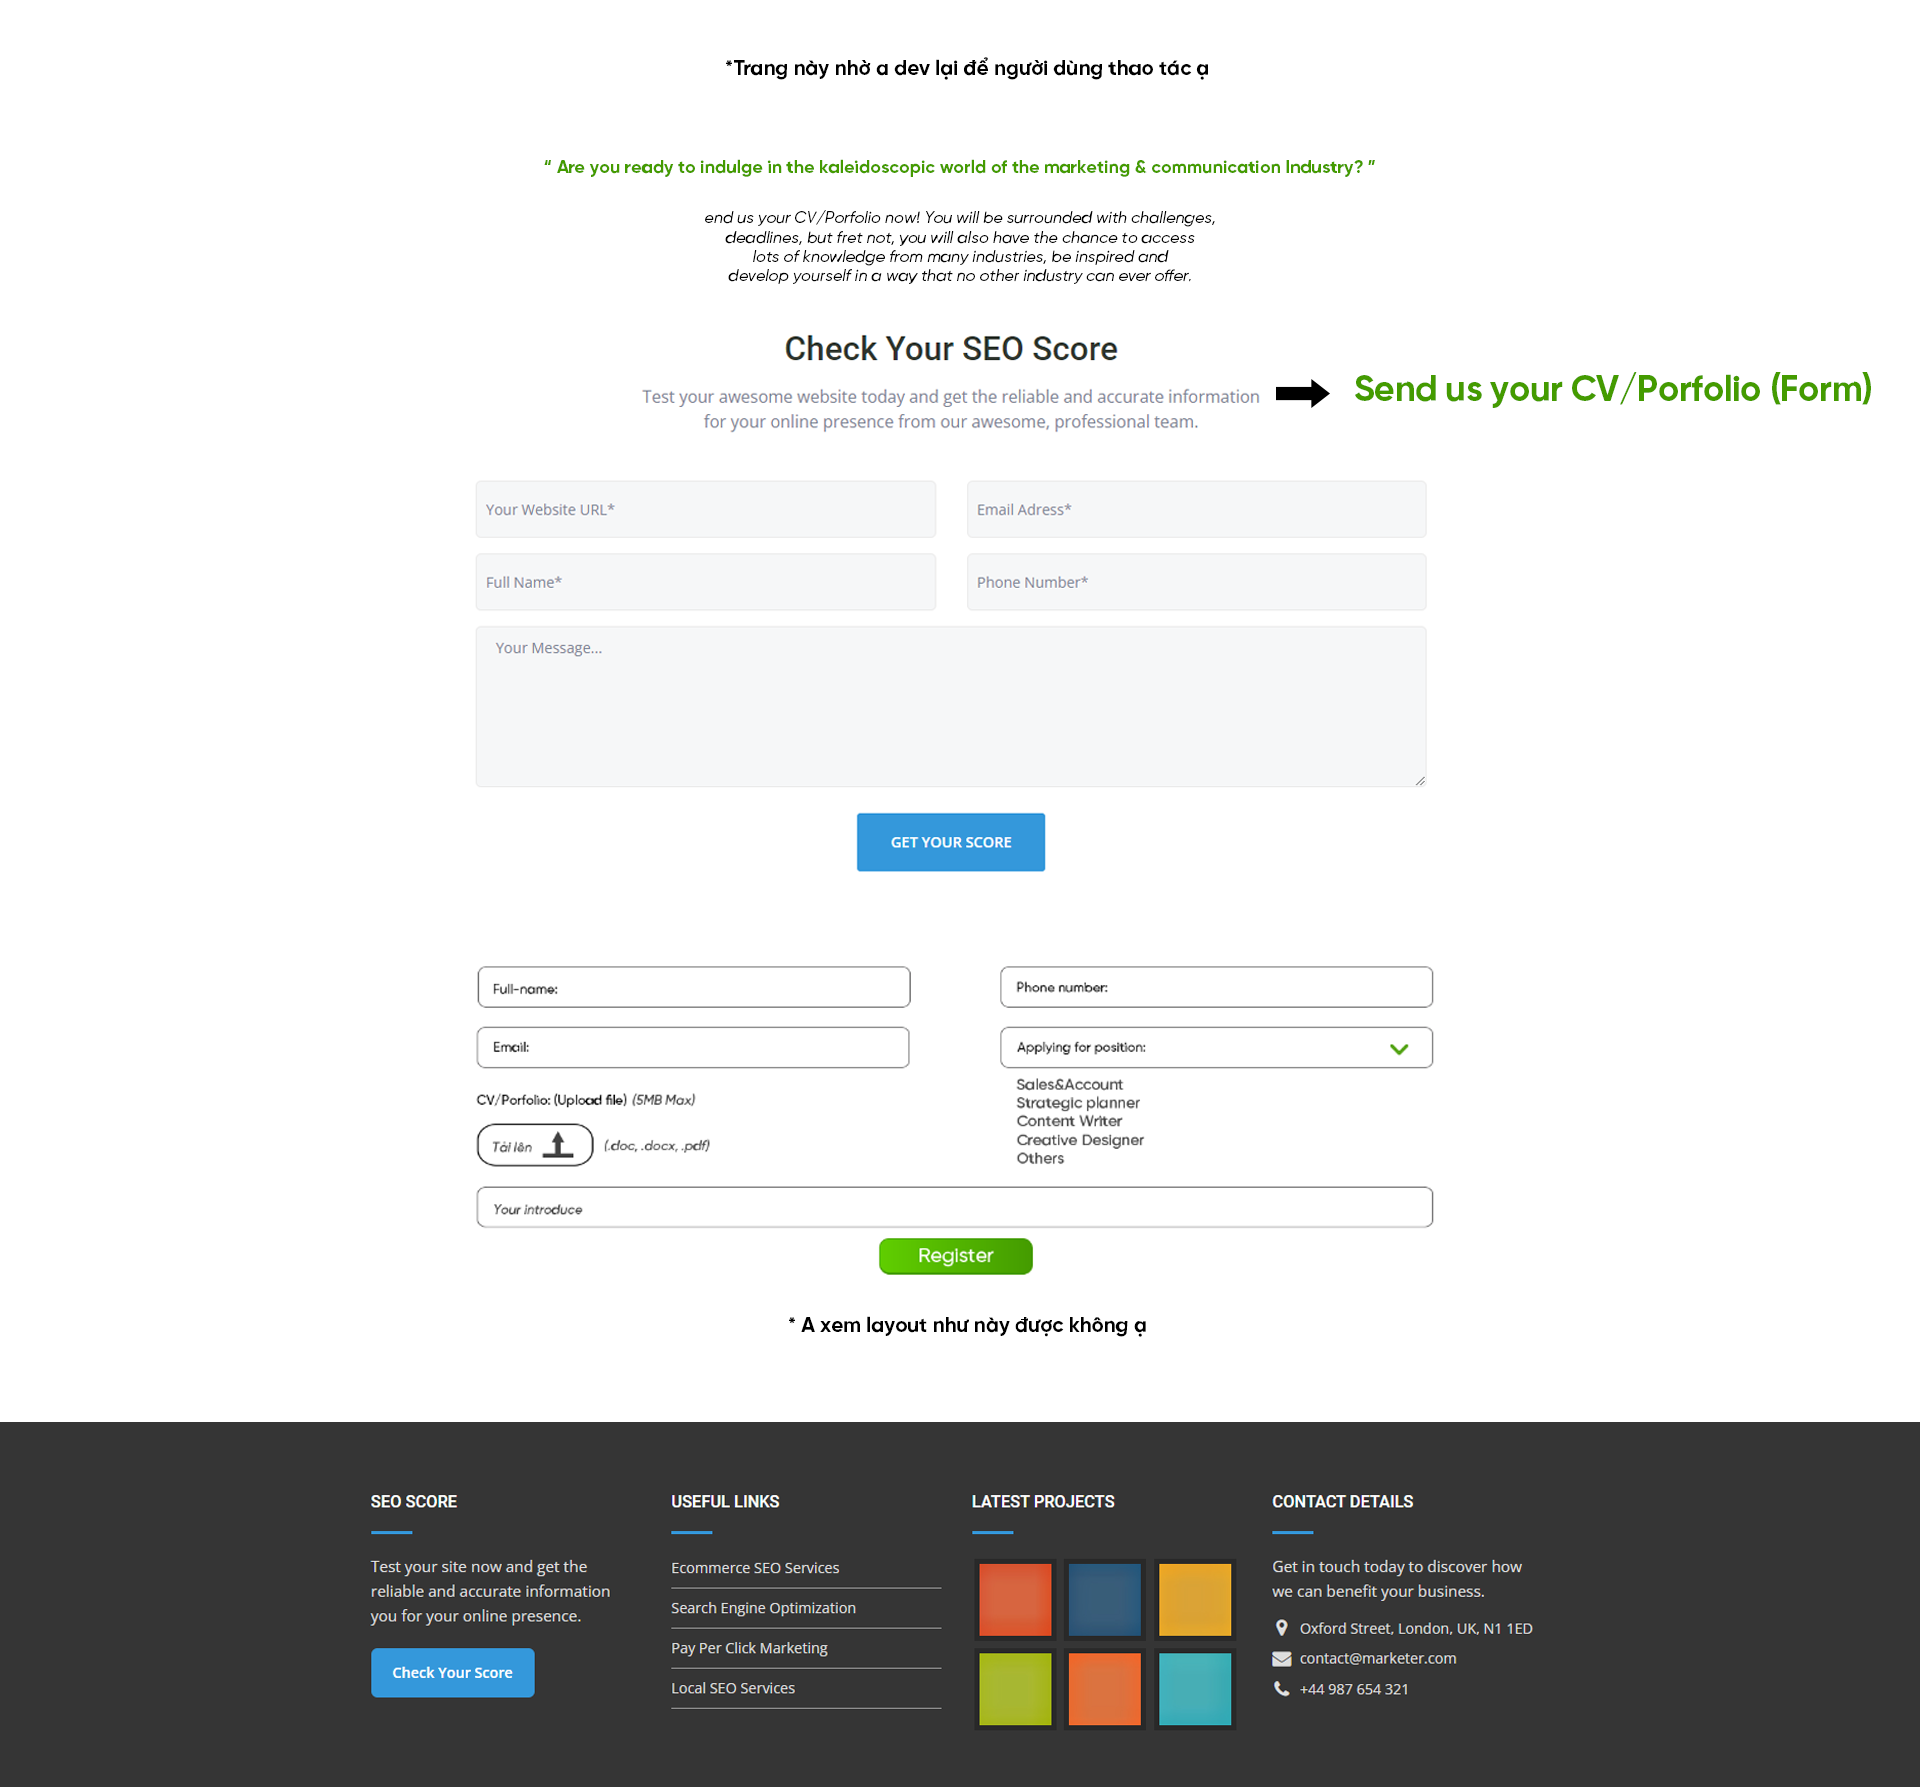 *Trang này nhờ a dev lại để người dùng thao tác ạ
“ Are you ready to indulge in the kaleidoscopic world of the marketing & communication Industry? ”
end us your CV/Porfolio now! You will be surrounded with challenges,
deadlines, but fret not, you will also have the chance to access
lots of knowledge from many industries, be inspired and
develop yourself in a way that no other industry can ever offer.
Check Your SEO Score
Test your awesome website today and get the reliable and accurate information
for your online presence from our awesome, professional team.
Send us your CV/Porfolio (Form)
Your Website URL*
Email Adress*
Full Name*
Phone Number*
Your Message...
GET YOUR SCORE
Full-name:
Phone number:
Email:
Applying for position:
Sales&Account
Strategic planner
Content Writer
Creative Designer
Others
CV/Porfolio: (Upload file) (5MB Max)
Tải lên (.doc, .docx, .pdf)
Your introduce
Register
* A xem layout như này được không ạ
SEO SCORE
Test your site now and get the
reliable and accurate information
you for your online presence.
Check Your Score
USEFUL LINKS
Ecommerce SEO Services
Search Engine Optimization
Pay Per Click Marketing
Local SEO Services
LATEST PROJECTS
CONTACT DETAILS
Get in touch today to discover how
we can benefit your business.
Oxford Street, London, UK, N1 1ED
contact@marketer.com
+44 987 654 321